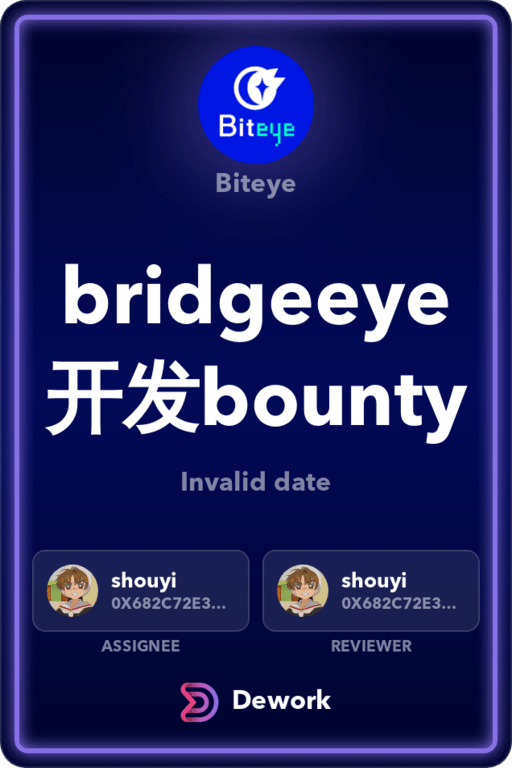 Biteye
Biteye
bridgeeye
开发bounty
Invalid date
shouyi
0X682C72E3...
shouyi
0X682C72E3...
ASSIGNEE
REVIEWER
Dework